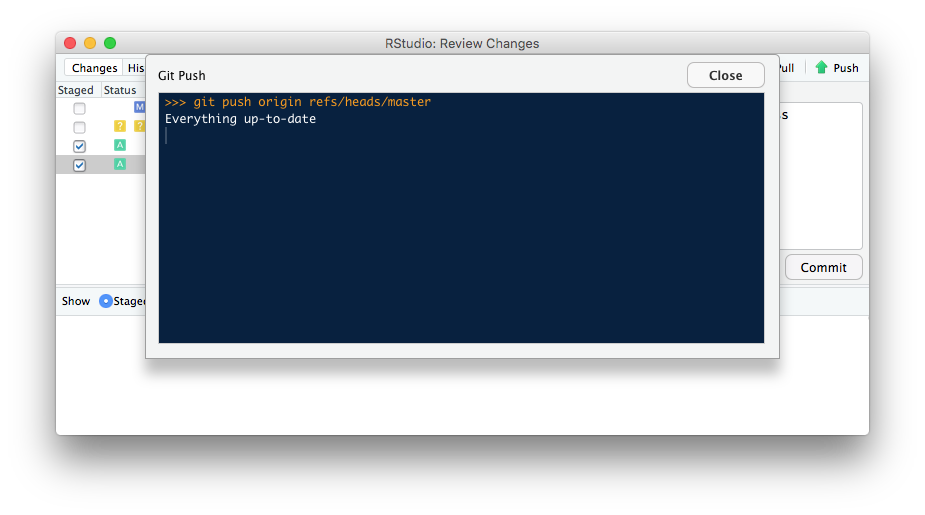 RStudio: Review Changes
Changes His
Git Push
Close
Push
Staged Status
M
>>> git push origin refs/heads/master
Everything up-to-date
s
? ?
A
A
Commit
Show Staged